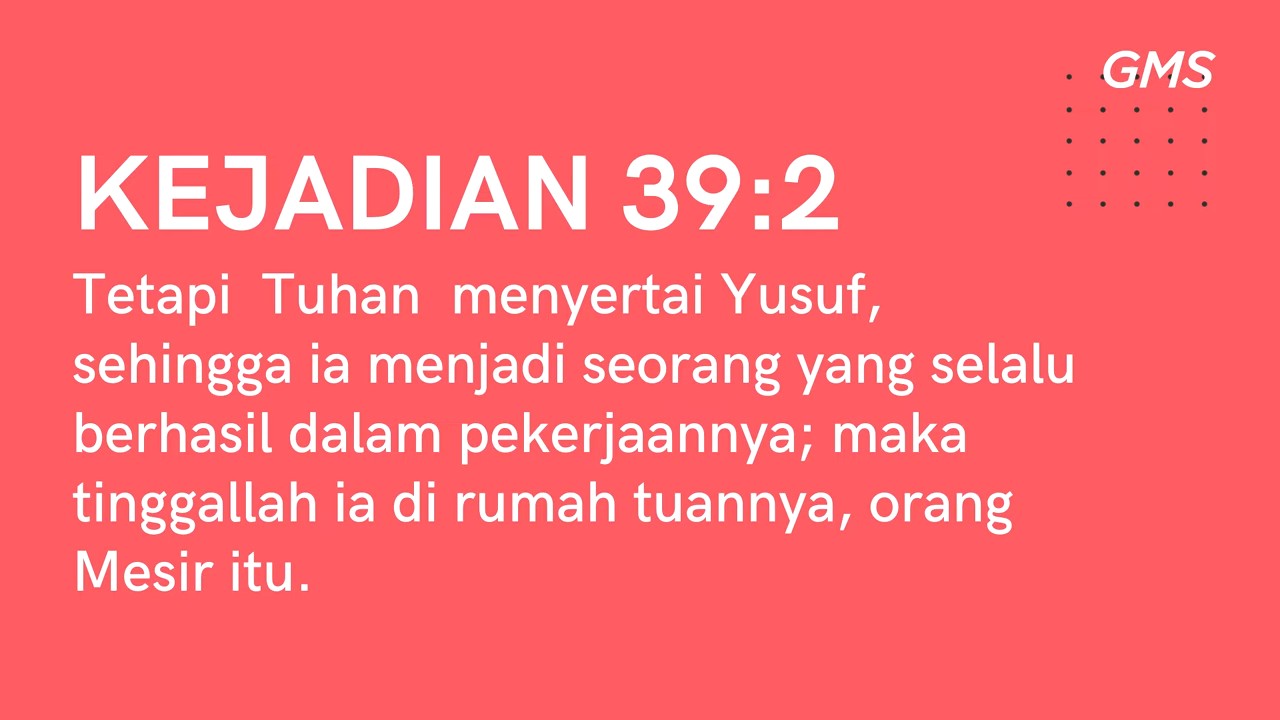 GMS
KEJADIAN 39:2
Tetapi  Tuhan  menyertai Yusuf,
sehingga ia menjadi seorang yang selalu
berhasil dalam pekerjaannya; maka
tinggallah ia di rumah tuannya, orang
Mesir itu.